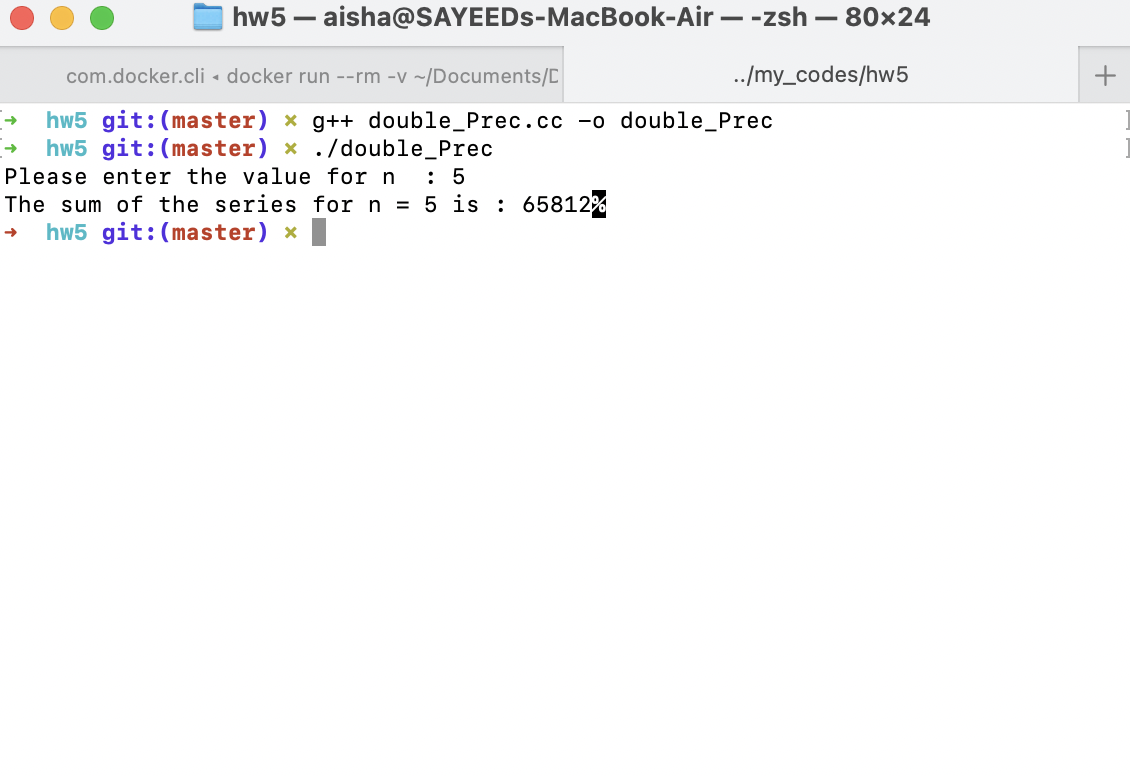 hw5 — aisha@SAYEEDs-MacBook-Air — -zsh — 80×24
com.docker.cli ◂ docker run --rm -v ~/Documents/D
../my_codes/hw5
+
[➜  hw5 git:(master) ✗ g++ double_Prec.cc -o double_Prec ]
[➜  hw5 git:(master) ✗ ./double_Prec ]
Please enter the value for n  : 5
The sum of the series for n = 5 is : 65812%
➜  hw5 git:(master) ✗